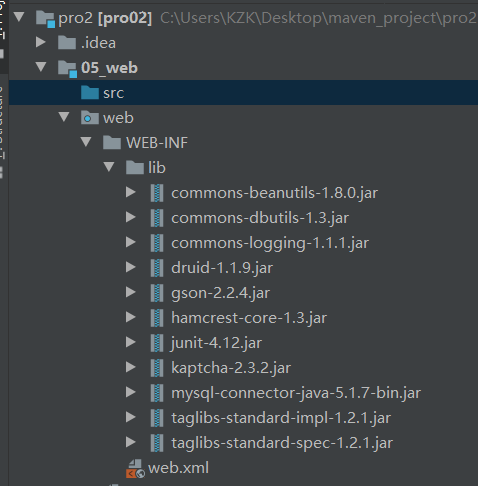 pro2 [pro02] C:\Users\KZK\Desktop\maven_project\pro2
.idea
05_web
src
web
WEB-INF
lib
commons-beanutils-1.8.0.jar
commons-dbutils-1.3.jar
commons-logging-1.1.1.jar
druid-1.1.9.jar
gson-2.2.4.jar
hamcrest-core-1.3.jar
junit-4.12.jar
kaptcha-2.3.2.jar
mysql-connector-java-5.1.7-bin.jar
taglibs-standard-impl-1.2.1.jar
taglibs-standard-spec-1.2.1.jar
web.xml